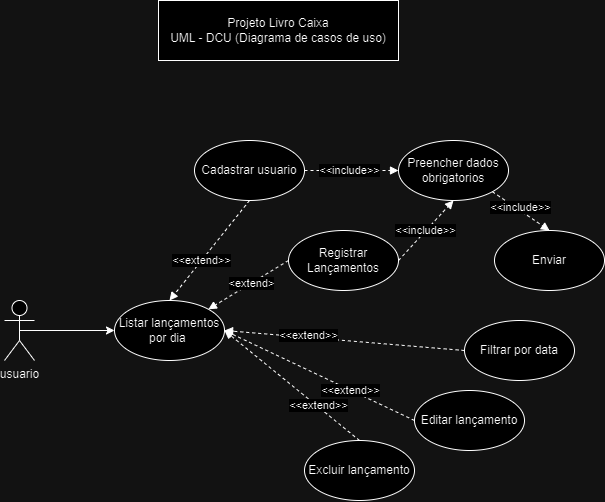 Projeto Livro Caixa
UML - DCU (Diagrama de casos de uso)
Cadastrar usuario
<<include>>
Preencher dados
obrigatorios
<<include>>
<<include>>
Registrar
Lançamentos
Enviar
<<extend>>
<extend>
Listar lançamentos
por dia
usuario
<<extend>>
Filtrar por data
<<extend>>
Editar lançamento
<<extend>>
Excluir lançamento